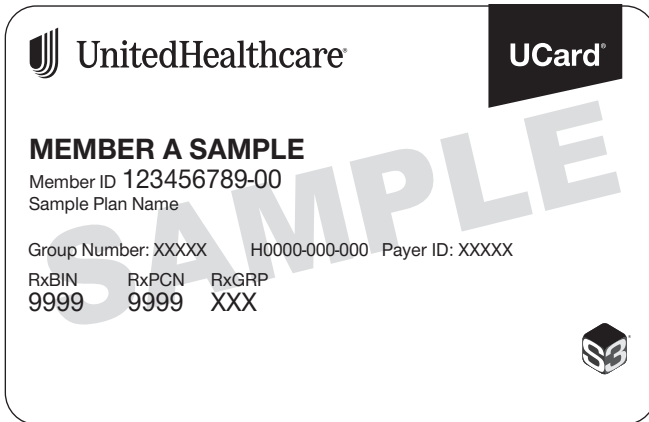 UnitedHealthcare®
UCard®
SAMPLE
MEMBER A SAMPLE
Member ID 123456789-00
Sample Plan Name
Group Number: XXXXX H0000-000-000 Payer ID: XXXXX
RxBIN RxPCN RxGRP
9999 9999 XXX
S3